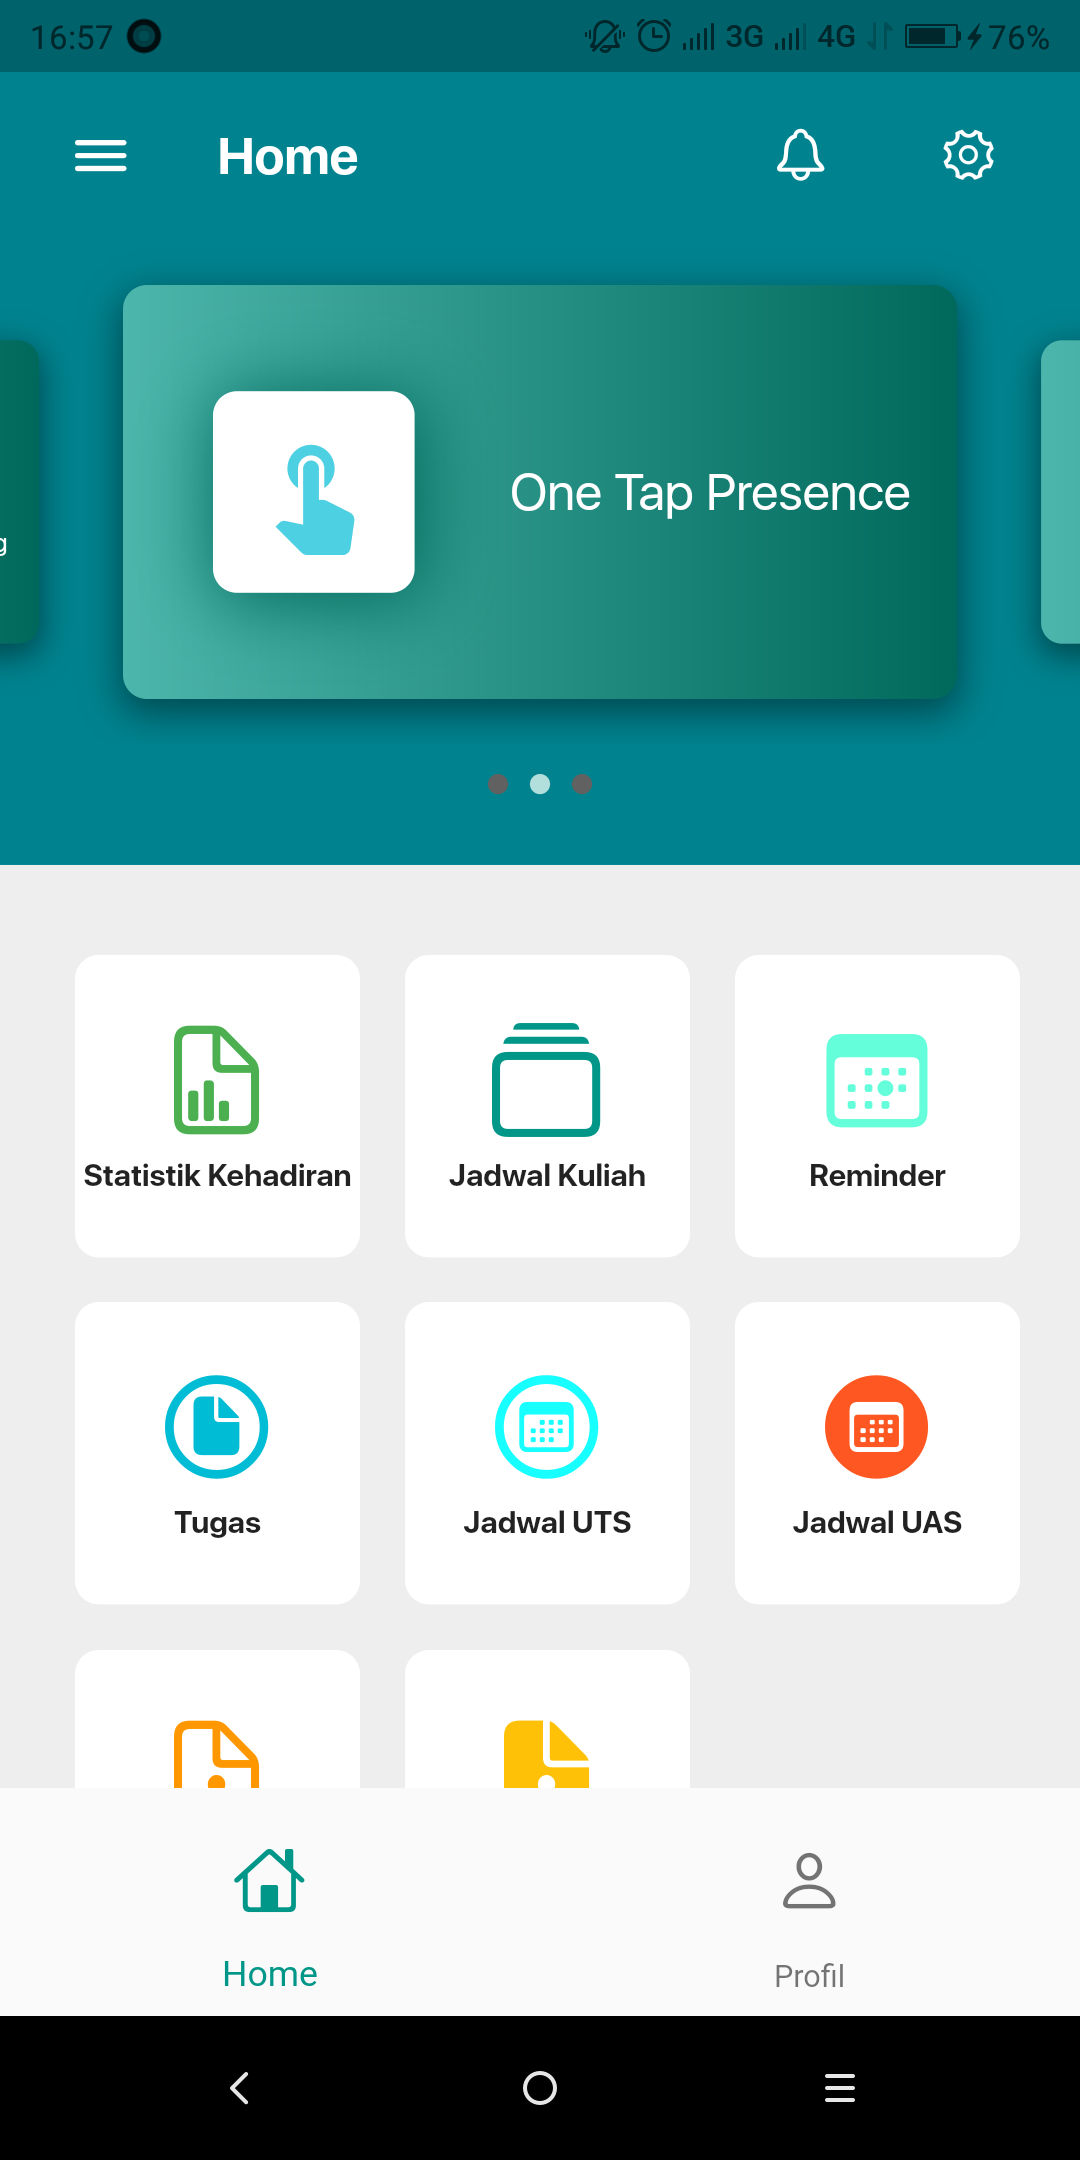 16:57 3G 4G 76%
Home
g
One Tap Presence
Statistik Kehadiran
Jadwal Kuliah
Reminder
Tugas
Jadwal UTS
Jadwal UAS
Home
Profil